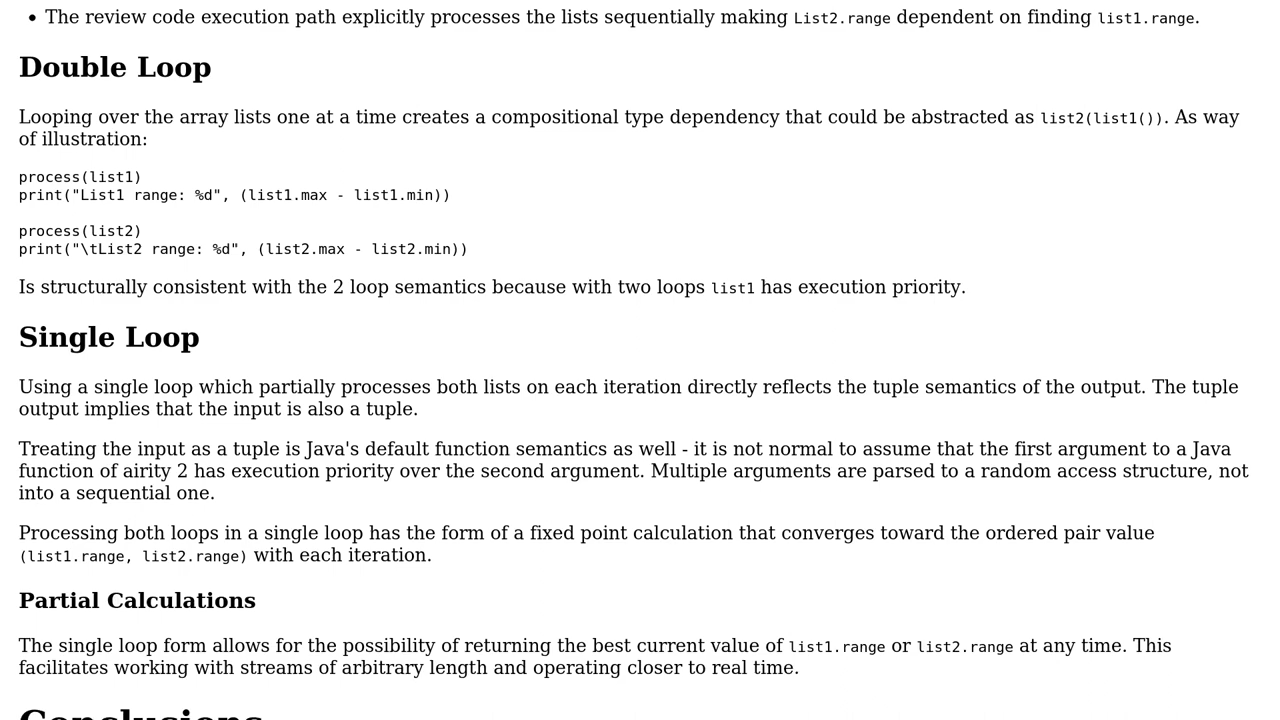 • The review code execution path explicitly processes the lists sequentially making List2.range dependent on finding list1.range.
Double Loop
Looping over the array lists one at a time creates a compositional type dependency that could be abstracted as list2(list1()). As way
of illustration:
process(list1)
print("List1 range: %d", (list1.max - list1.min))
process(list2)
print("\tList2 range: %d", (list2.max - list2.min))
Is structurally consistent with the 2 loop semantics because with two loops list1 has execution priority.
Single Loop
Using a single loop which partially processes both lists on each iteration directly reflects the tuple semantics of the output. The tuple
output implies that the input is also a tuple.
Treating the input as a tuple is Java's default function semantics as well - it is not normal to assume that the first argument to a Java
function of airity 2 has execution priority over the second argument. Multiple arguments are parsed to a random access structure, not
into a sequential one.
Processing both loops in a single loop has the form of a fixed point calculation that converges toward the ordered pair value
(list1.range, list2.range) with each iteration.
Partial Calculations
The single loop form allows for the possibility of returning the best current value of list1.range or list2.range at any time. This
facilitates working with streams of arbitrary length and operating closer to real time.
Conclusions